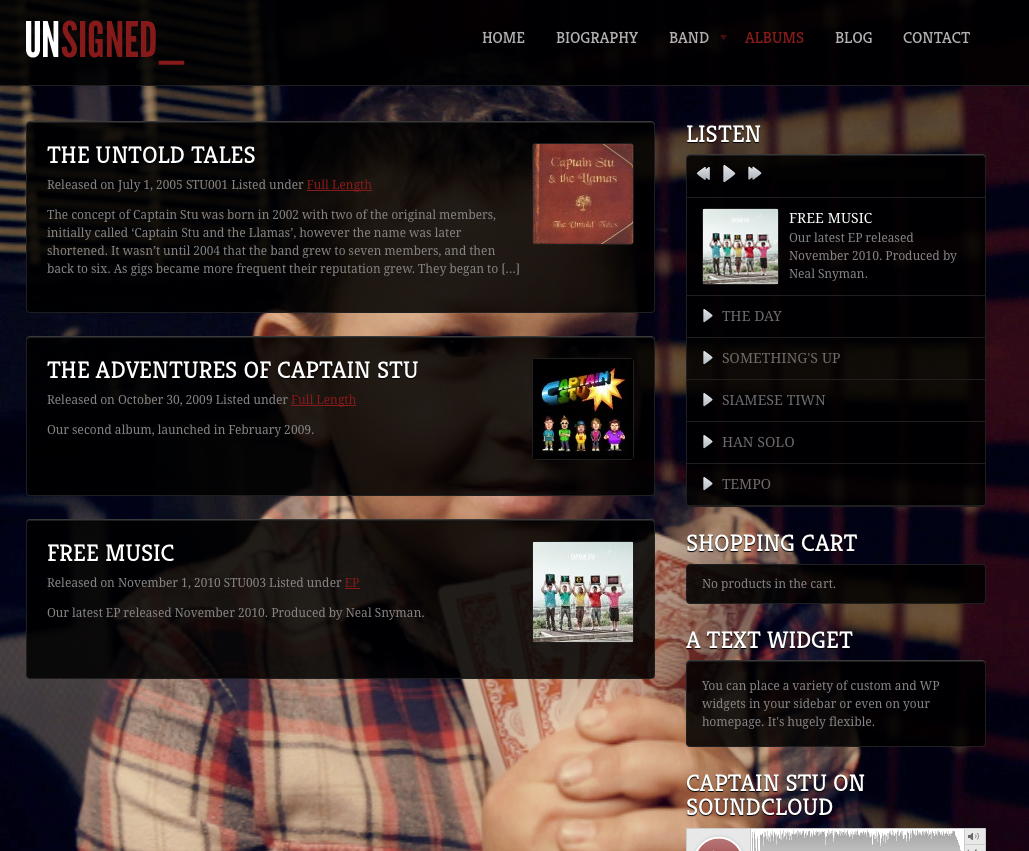 UNSIGNED_
HOME BIOGRAPHY BAND ALBUMS BLOG CONTACT
THE UNTOLD TALES
Released on July 1, 2005 STU001 Listed under Full Length
The concept of Captain Stu was born in 2002 with two of the original members,
initially called ‘Captain Stu and the Llamas’, however the name was later
shortened. It wasn’t until 2004 that the band grew to seven members, and then
back to six. As gigs became more frequent their reputation grew. They began to [...]
Captain Stu
& the Llamas
The Untold Tales
THE ADVENTURES OF CAPTAIN STU
Released on October 30, 2009 Listed under Full Length
Our second album, launched in February 2009.
CAPTAIN
STU
FREE MUSIC
Released on November 1, 2010 STU003 Listed under EP
Our latest EP released November 2010. Produced by Neal Snyman.
LISTEN
FREE MUSIC
Our latest EP released
November 2010. Produced by
Neal Snyman.
THE DAY
SOMETHING'S UP
SIAMESE TIWN
HAN SOLO
TEMPO
SHOPPING CART
No products in the cart.
A TEXT WIDGET
You can place a variety of custom and WP
widgets in your sidebar or even on your
homepage. It's hugely flexible.
CAPTAIN STU ON
SOUNDCLOUD